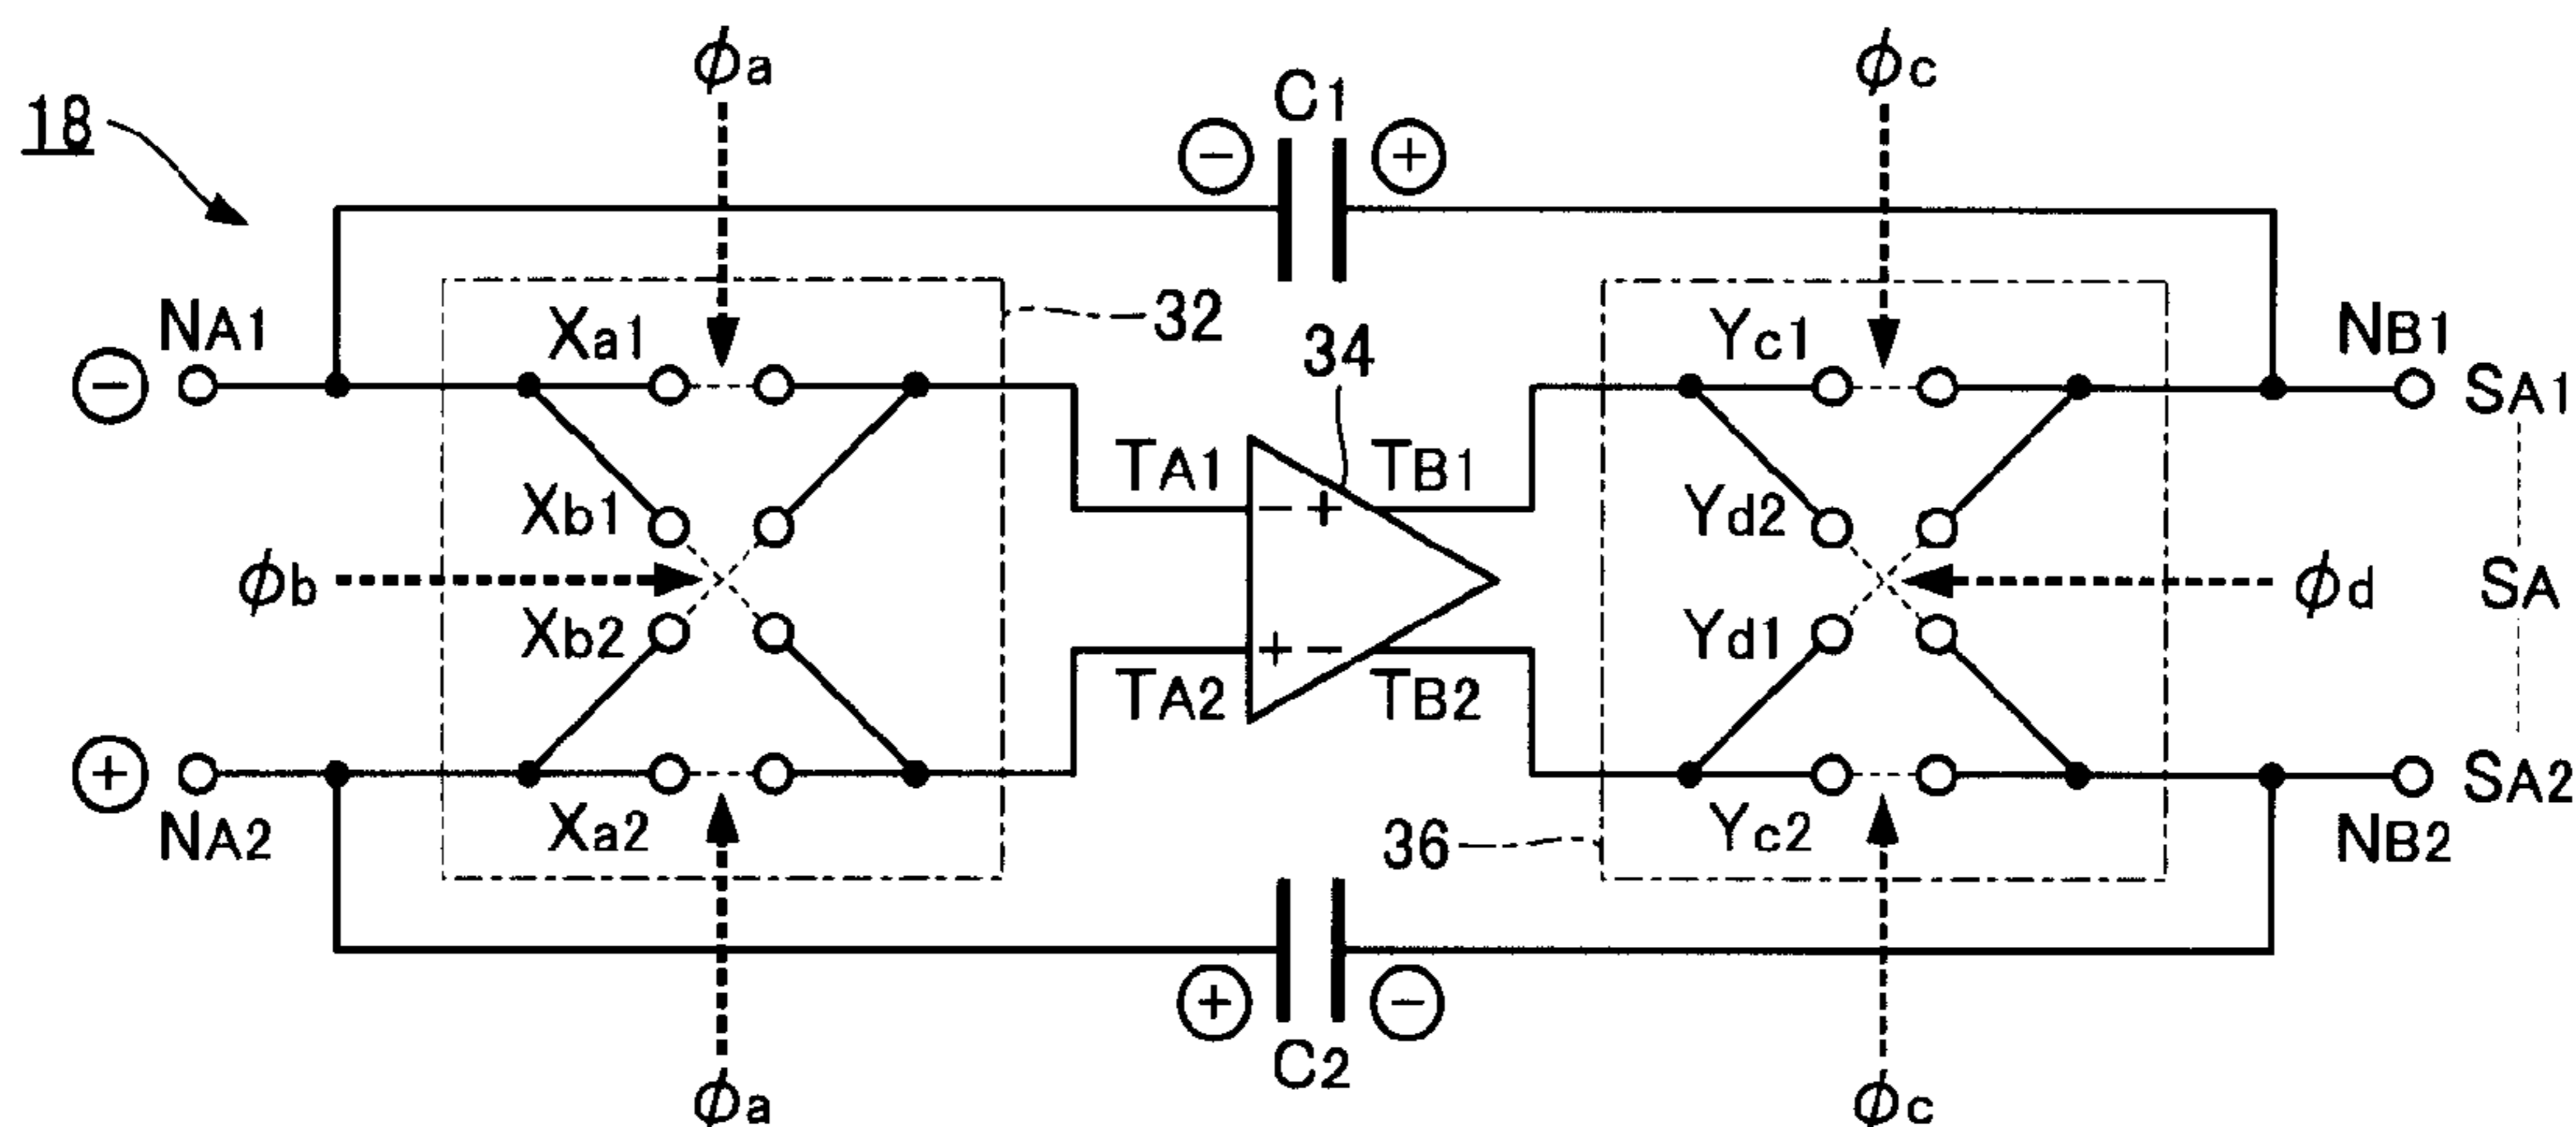 ϕa
ϕc
18
C1
⊖ ⊕
NA1
Xa1
32
34
Yc1
NB1
⊖
SA1
TA1
TB1
− +
Xb1
Yd2
ϕb
ϕd
SA
Xb2
Yd1
+ −
TA2
TB2
⊕
SA2
NA2
Xa2
36
Yc2
NB2
⊕ ⊖
C2
ϕa
ϕc